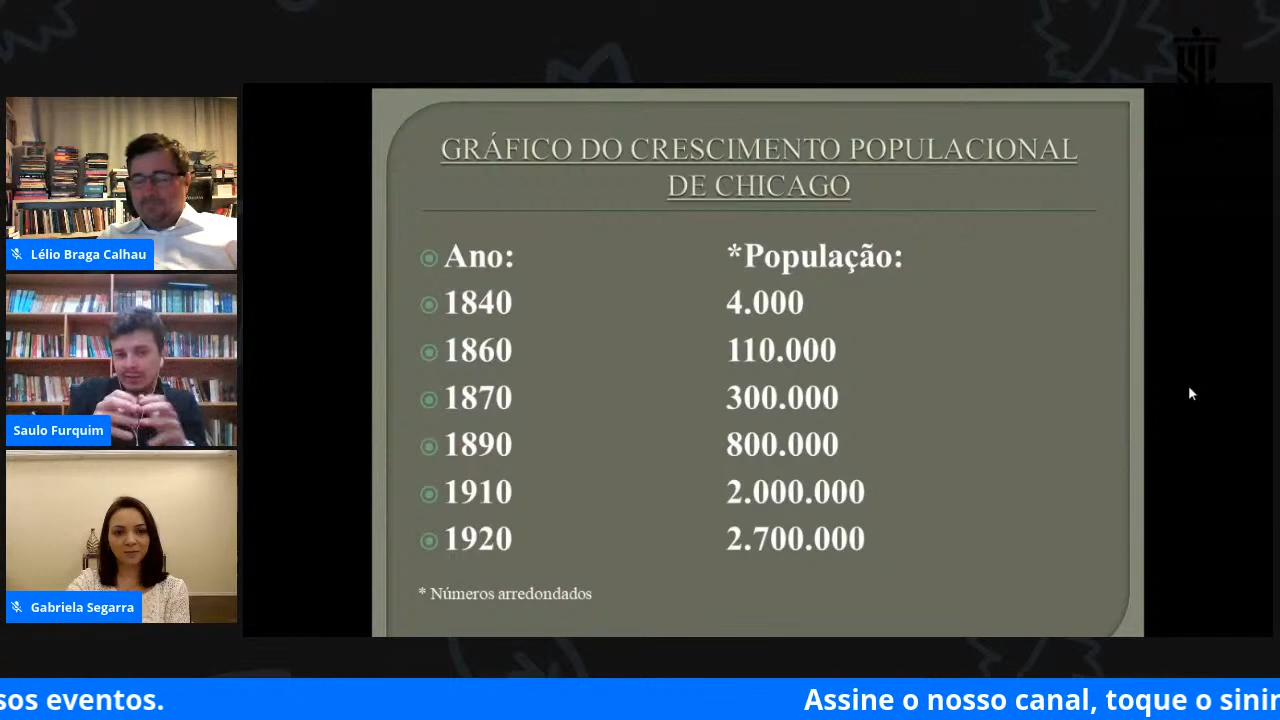 GRÁFICO DO CRESCIMENTO POPULACIONAL
DE CHICAGO
Ano: *População:
1840 4.000
1860 110.000
1870 300.000
1890 800.000
1910 2.000.000
1920 2.700.000
* Números arredondados
Lélio Braga Calhau
Saulo Furquim
Gabriela Segarra
sos eventos. Assine o nosso canal, toque o sinir